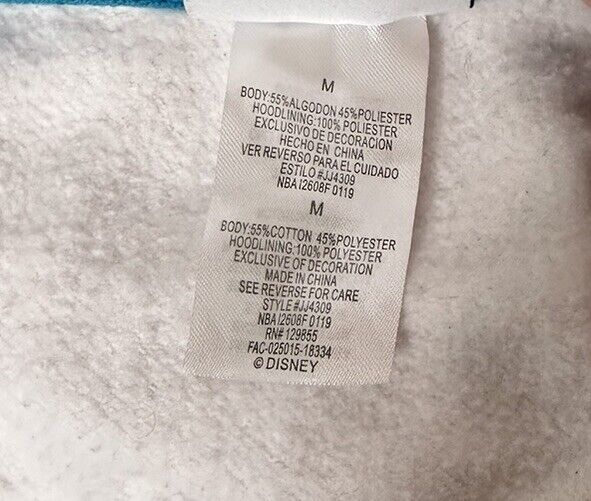 M
BODY:55%ALGODON 45%POLIESTER
HOODLINING:100% POLIESTER
EXCLUSIVO DE DECORACION
HECHO EN CHINA
VER REVERSO PARA EL CUIDADO
ESTILO #JJ4309
NBA I2608F 0119
M
BODY:55%COTTON 45%POLYESTER
HOODLINING:100% POLYESTER
EXCLUSIVE OF DECORATION
MADE IN CHINA
SEE REVERSE FOR CARE
STYLE #JJ4309
NBA I2608F 0119
RN# 129855
FAC-025015-18334
© DISNEY